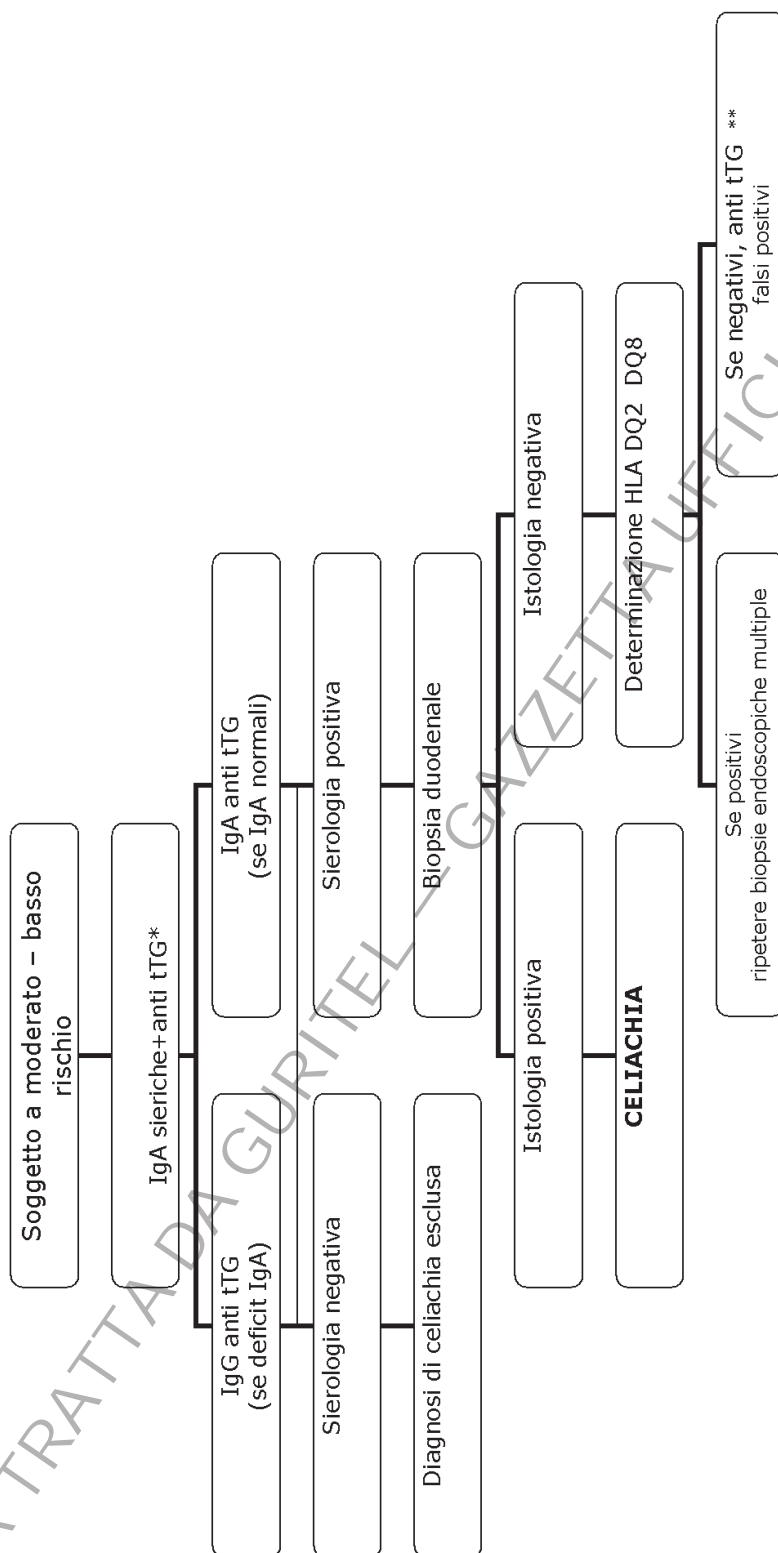 Soggetto a moderato – basso
rischio
IgA sieriche+anti tTG*
IgG anti tTG
(se deficit IgA)
IgA anti tTG
(se IgA normali)
Sierologia negativa
Sierologia positiva
Diagnosi di celiachia esclusa
Biopsia duodenale
Istologia positiva
Istologia negativa
CELIACHIA
Determinazione HLA DQ2 DQ8
Se positivi
ripetere biopsie endoscopiche multiple
Se negativi, anti tTG **
falsi positivi
TRATTA DA GURITEL — GAZZETTA